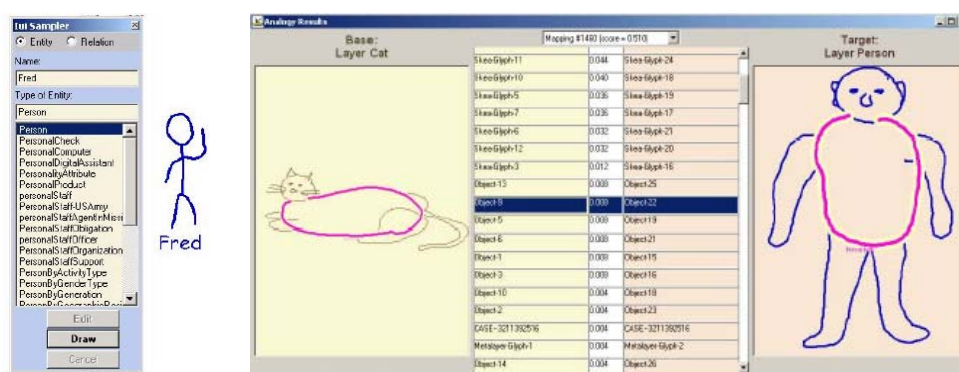 Tui Sampler
Entity Relation
Name:
Fred
Type of Entity:
Person
Person
PersonalCheck
PersonalComputer
PersonalDigitalAssistant
PersonalityAttribute
PersonalProduct
personalStaff
PersonalStaff-USArmy
personalStaffAgentInMissi
personalStaffObligation
personalStaffOfficer
PersonalStaffOrganization
PersonalStaffSupport
PersonByActivityType
PersonByGenderType
PersonByGeneration
Edit
Draw
Cancel
Fred
Analogy Results
Base:
Layer Cat
Mapping #1460 (score = 0.510)
Target:
Layer Person
Skea-Glyph-11 0.044 Skea-Glyph-24
Skea-Glyph-10 0.040 Skea-Glyph-18
Skea-Glyph-5 0.036 Skea-Glyph-19
Skea-Glyph-7 0.036 Skea-Glyph-17
Skea-Glyph-6 0.032 Skea-Glyph-21
Skea-Glyph-12 0.032 Skea-Glyph-20
Skea-Glyph-3 0.012 Skea-Glyph-16
Object-13 0.008 Object-25
Object-9 0.008 Object-22
Object-5 0.008 Object-19
Object-6 0.008 Object-21
Object-1 0.008 Object-15
Object-3 0.008 Object-16
Object-10 0.004 Object-18
Object-2 0.004 Object-23
CASE-3211392516 0.004 CASE-3211392516
Metalayer-Glyph-1 0.004 Metalayer-Glyph-2
Object-14 0.004 Object-26